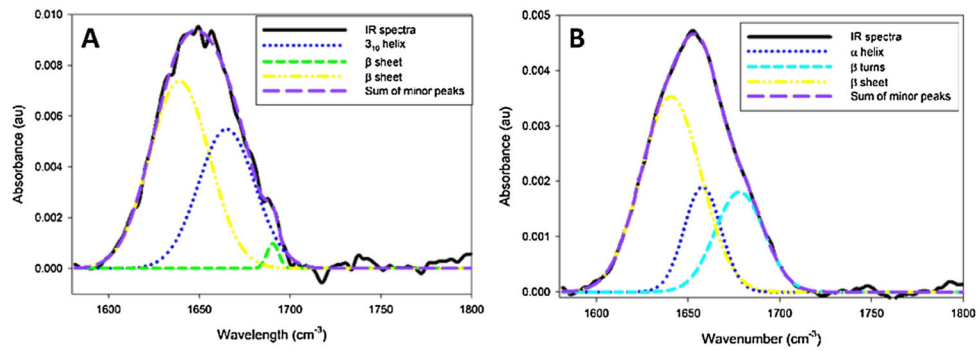 A
IR spectra
3₁₀ helix
β sheet
β sheet
Sum of minor peaks
0.010
0.008
0.006
0.004
0.002
0.000
Absorbance (au)
1600
1650
1700
1750
1800
Wavelength (cm⁻¹)
B
IR spectra
α helix
β turns
β sheet
Sum of minor peaks
0.005
0.004
0.003
0.002
0.001
0.000
Absorbance (au)
1600
1650
1700
1750
1800
Wavenumber (cm⁻¹)